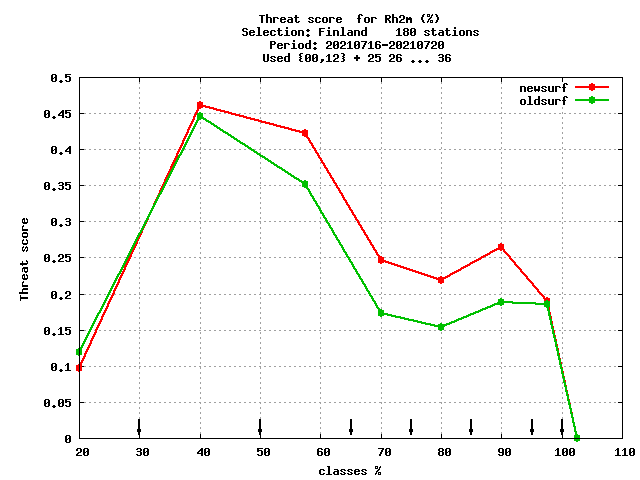 Threat score  for Rh2m (%)
Selection: Finland    180 stations
Period: 20210716-20210720
Used {00,12} + 25 26 ... 36
newsurf
oldsurf
0.5
0.45
0.4
0.35
0.3
0.25
0.2
0.15
0.1
0.05
0
Threat score
20 30 40 50 60 70 80 90 100 110
classes %